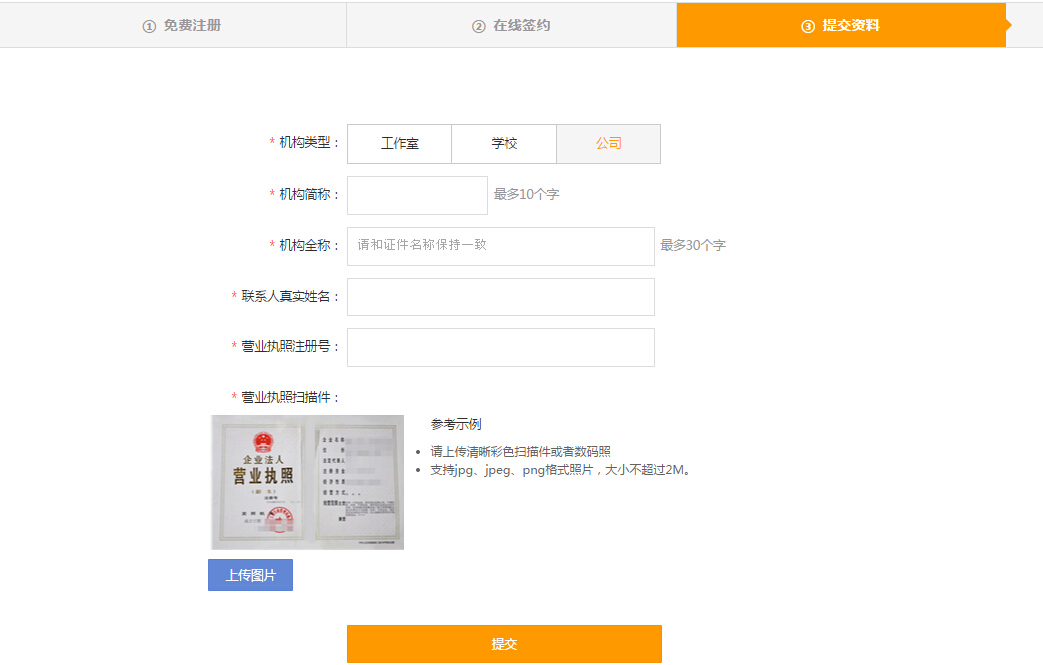 ① 免费注册
② 在线签约
③ 提交资料
* 机构类型：
工作室
学校
公司
* 机构简称：
最多10个字
* 机构全称：
请和证件名称保持一致
最多30个字
* 联系人真实姓名：
* 营业执照注册号：
* 营业执照扫描件：
企业法人
营业执照
参考示例
• 请上传清晰彩色扫描件或者数码照
• 支持jpg、jpeg、png格式照片，大小不超过2M。
上传图片
提交